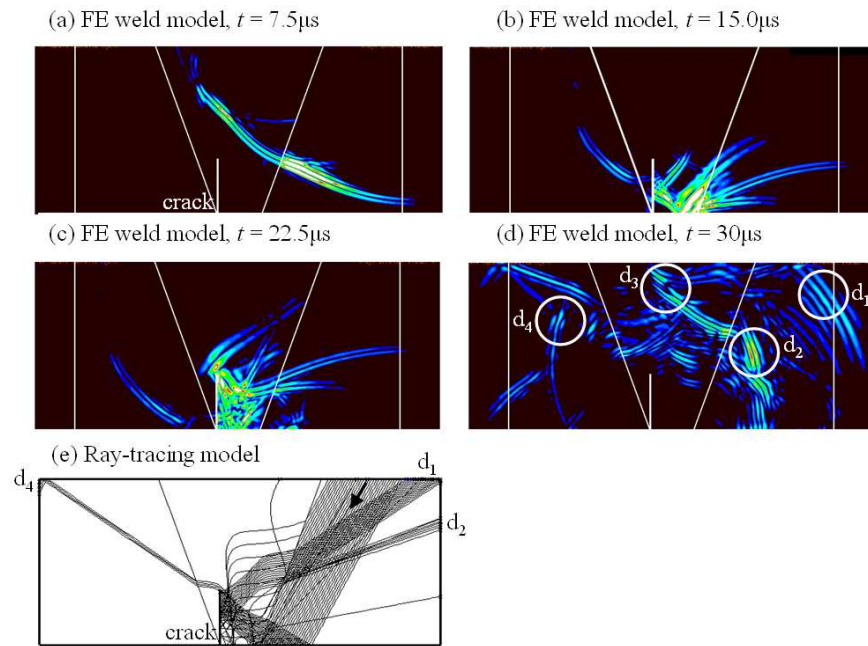 (a) FE weld model, t = 7.5μs
(b) FE weld model, t = 15.0μs
crack
(c) FE weld model, t = 22.5μs
(d) FE weld model, t = 30μs
d3
d1
d4
d2
(e) Ray-tracing model
d4
d1
d2
crack